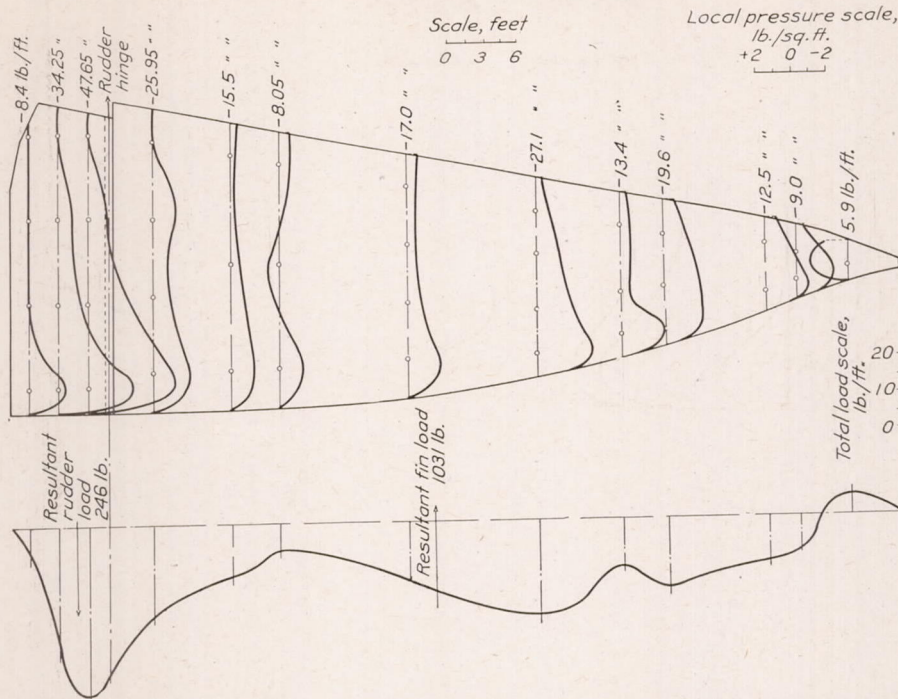 Scale, feet
0 3 6
Local pressure scale,
lb./sq.ft.
+2 0 -2
-8.4 lb./ft.
-34.25 "
-47.65 "
Rudder
hinge
-25.95 - "
-15.5 " "
-8.05 " "
-17.0 " "
-27.1 " "
-13.4 " "
-19.6 " "
-12.5 " "
-9.0 " "
5.9 lb./ft.
Total load scale,
lb./ft.
20
10
0
Resultant
rudder
load
246 lb.
Resultant fin load
1031 lb.